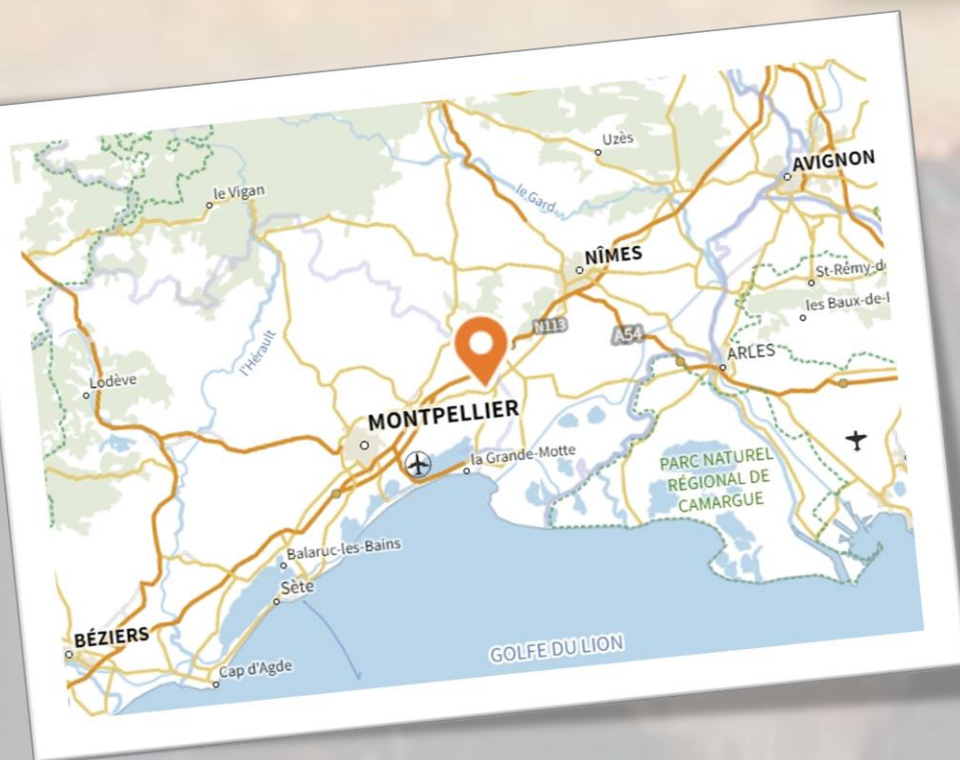 Uzès
AVIGNON
le Vigan
le Gard
NÎMES
St-Rémy-d
les Baux-de-l
N113
A54
ARLES
l'Hérault
Lodève
MONTPELLIER
la Grande-Motte
PARC NATUREL
RÉGIONAL DE
CAMARGUE
Balaruc-les-Bains
Sète
BÉZIERS
GOLFE DU LION
Cap d'Agde